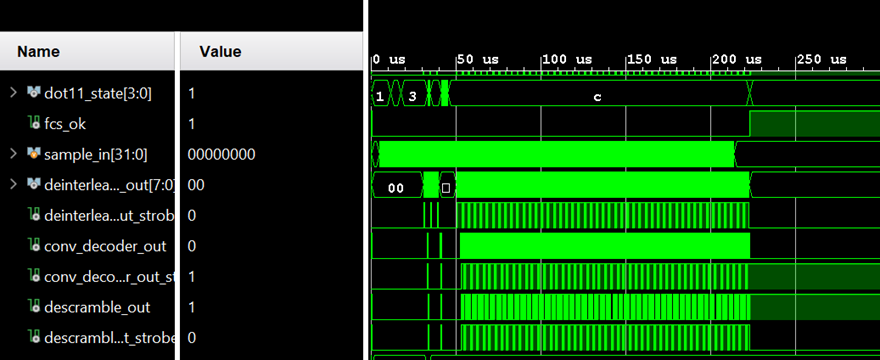 Name Value
0 us 50 us 100 us 150 us 200 us 250 us
dot11_state[3:0] 1 1 3 c
fcs_ok 1
sample_in[31:0] 00000000
deinterlea..._out[7:0] 00 00
deinterlea...ut_strob 0
conv_decoder_out 0
conv_deco...r_out_st 1
descramble_out 1
descrambl...t_strobe 0